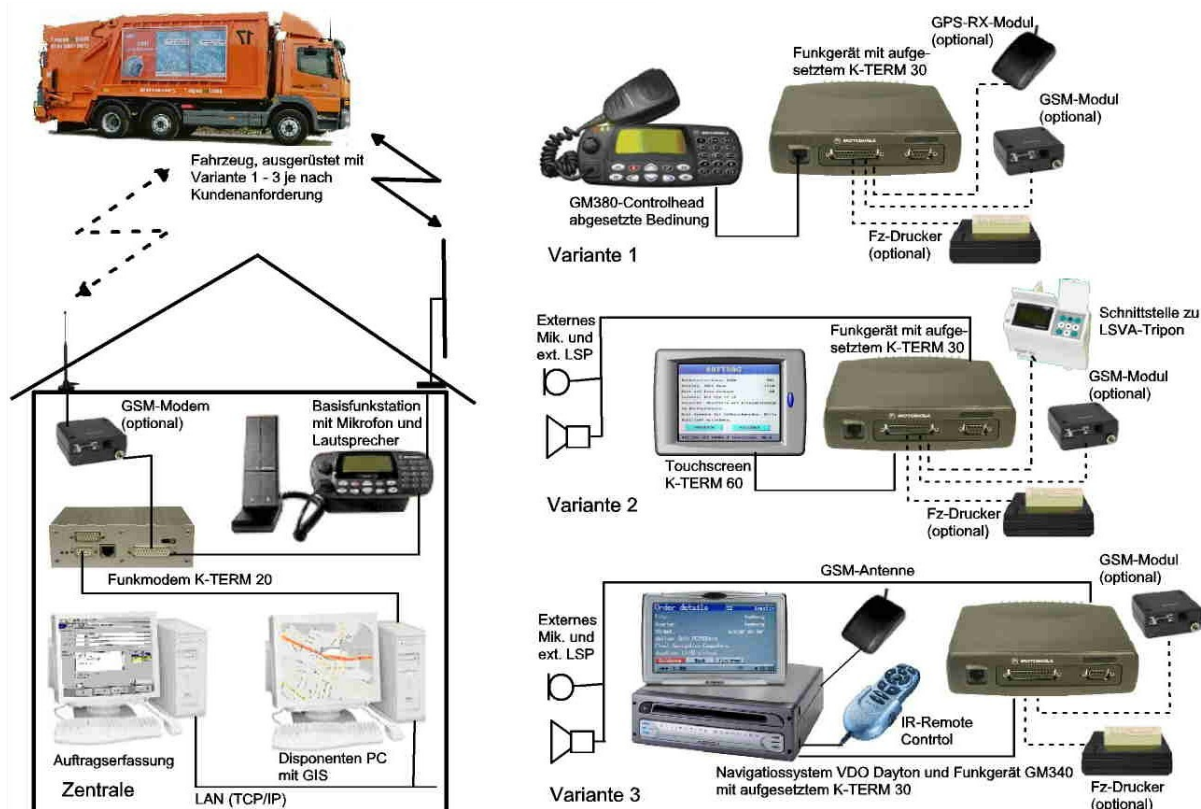 17
Fahrzeug, ausgerüstet mit
Variante 1 - 3 je nach
Kundenanforderung
GSM-Modem
(optional)
Basisfunkstation
mit Mikrofon und
Lautsprecher
Funkmodem K-TERM 20
Auftragserfassung
Disponenten PC
mit GIS
Zentrale
LAN (TCP/IP)
GPS-RX-Modul
(optional)
Funkgerät mit aufge-
setztem K-TERM 30
GSM-Modul
(optional)
MOTOROLA
GM380-Controlhead
abgesetzte Bedinung
Fz-Drucker
(optional)
Variante 1
Externes
Mik. und
ext. LSP
Funkgerät mit aufge-
setztem K-TERM 30
Schnittstelle zu
LSVA-Tripon
GSM-Modul
(optional)
MOTOROLA
Touchscreen
K-TERM 60
Fz-Drucker
(optional)
Variante 2
GSM-Antenne
GSM-Modul
(optional)
Externes
Mik. und
ext. LSP
Order details
MOTOROLA
IR-Remote
Contrtol
Navigatiossystem VDO Dayton und Funkgerät GM340
mit aufgesetztem K-TERM 30
Fz-Drucker
(optional)
Variante 3